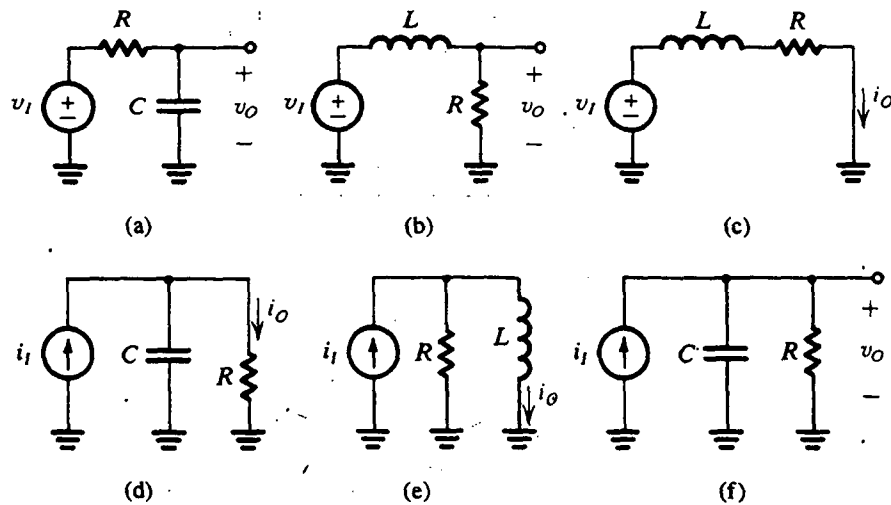 R L L R
+
v_I + − C v_O −
+
v_I + − R v_O −
v_I + − i_O
(a) (b) (c)
i_I C R i_O
i_I R L i_O
i_I C R + v_O −
(d) (e) (f)